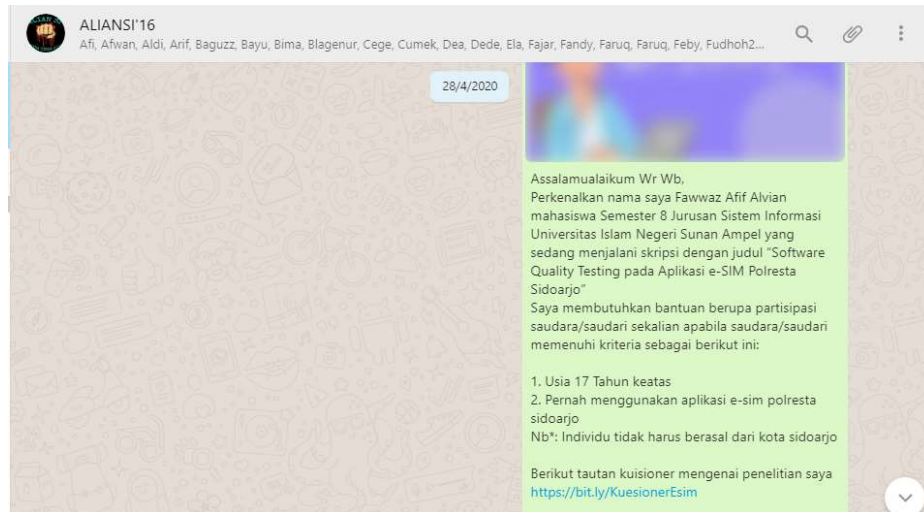 ALIANSI'16
Afi, Afwan, Aldi, Arif, Baguzz, Bayu, Bima, Blagenur, Cege, Cumek, Dea, Dede, Ela, Fajar, Fandy, Faruq, Faruq, Feby, Fudhoh2...
28/4/2020
Assalamualaikum Wr Wb,
Perkenalkan nama saya Fawwaz Afif Alvian
mahasiswa Semester 8 Jurusan Sistem Informasi
Universitas Islam Negeri Sunan Ampel yang
sedang menjalani skripsi dengan judul "Software
Quality Testing pada Aplikasi e-SIM Polresta
Sidoarjo"
Saya membutuhkan bantuan berupa partisipasi
saudara/saudari sekalian apabila saudara/saudari
memenuhi kriteria sebagai berikut ini:
1. Usia 17 Tahun keatas
2. Pernah menggunakan aplikasi e-sim polresta
sidoarjo
Nb*: Individu tidak harus berasal dari kota sidoarjo
Berikut tautan kuisioner mengenai penelitian saya
https://bit.ly/KuesionerEsim